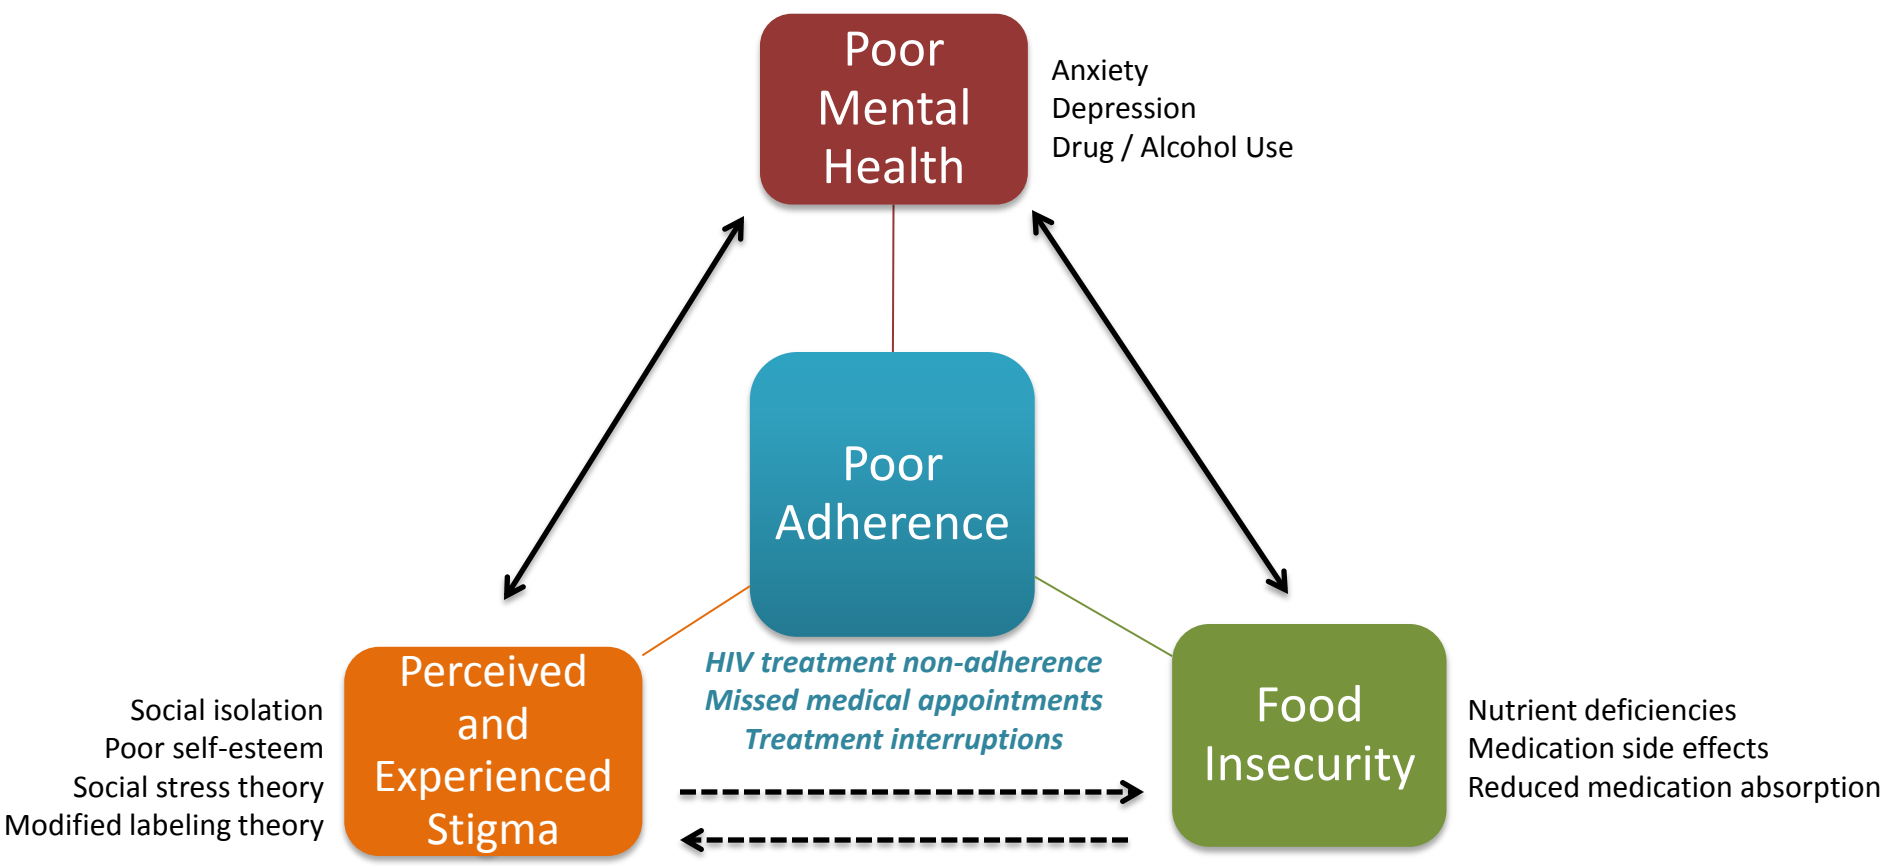 Poor
Mental
Health
Anxiety
Depression
Drug / Alcohol Use
Poor
Adherence
HIV treatment non-adherence
Missed medical appointments
Treatment interruptions
Perceived
and
Experienced
Stigma
Social isolation
Poor self-esteem
Social stress theory
Modified labeling theory
Food
Insecurity
Nutrient deficiencies
Medication side effects
Reduced medication absorption